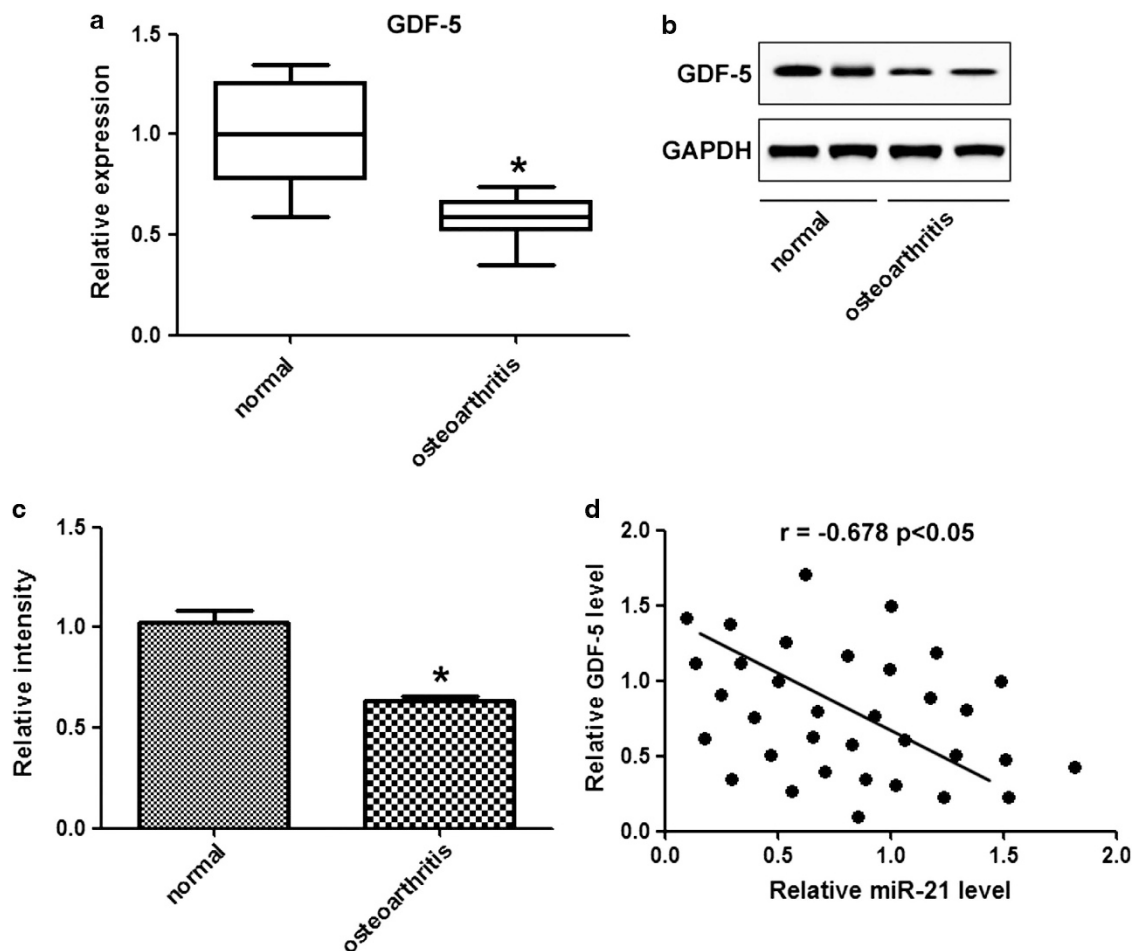 a
GDF-5
Relative expression
1.5
1.0
0.5
0.0
*
normal
osteoarthritis
b
GDF-5
GAPDH
normal
osteoarthritis
c
Relative intensity
1.5
1.0
0.5
0.0
*
normal
osteoarthritis
d
r = -0.678 p<0.05
Relative GDF-5 level
2.0
1.5
1.0
0.5
0.0
0.0 0.5 1.0 1.5 2.0
Relative miR-21 level